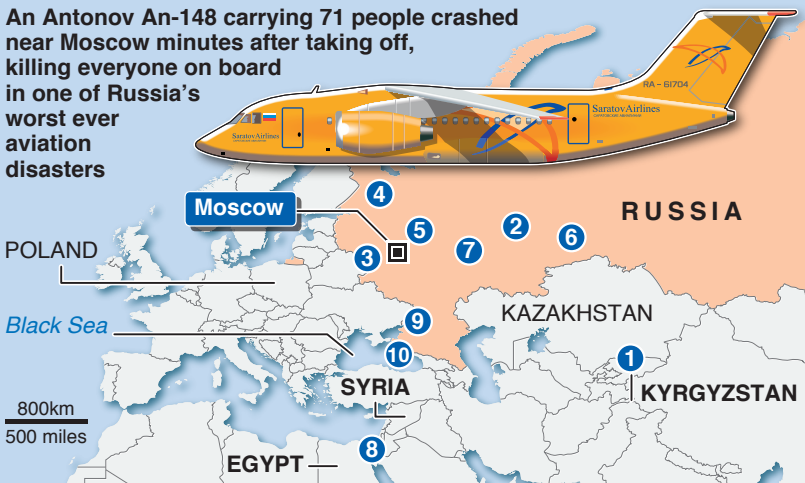 An Antonov An-148 carrying 71 people crashed
near Moscow minutes after taking off,
killing everyone on board
in one of Russia's
worst ever
aviation
disasters
RA - 61704
SaratovAirlines
SaratovAirlines
4
Moscow
RUSSIA
5
2
6
POLAND
3
7
KAZAKHSTAN
Black Sea
9
10
1
SYRIA
KYRGYZSTAN
800km
500 miles
8
EGYPT